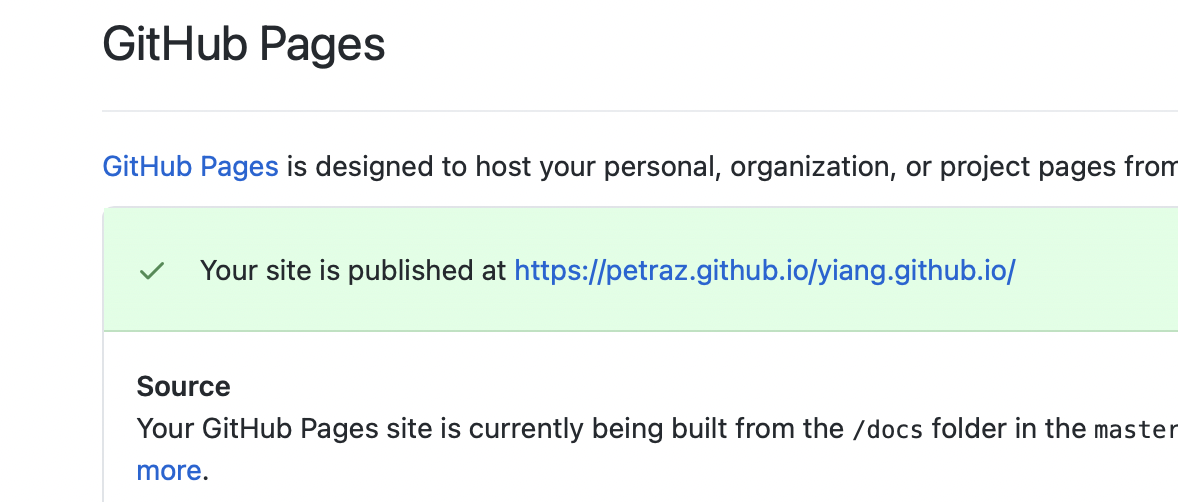 GitHub Pages
GitHub Pages is designed to host your personal, organization, or project pages from
Your site is published at https://petraz.github.io/yiang.github.io/
Source
Your GitHub Pages site is currently being built from the /docs folder in the master
more.